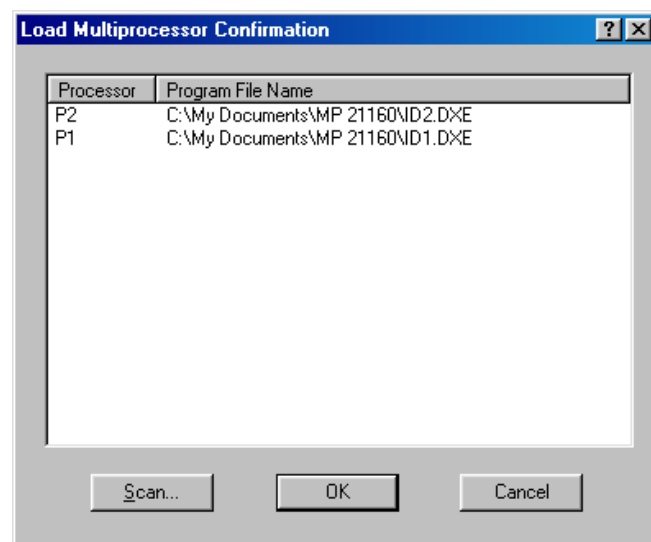 Load Multiprocessor Confirmation ? X
Processor Program File Name
P2 C:\My Documents\MP 21160\ID2.DXE
P1 C:\My Documents\MP 21160\ID1.DXE
Scan... OK Cancel